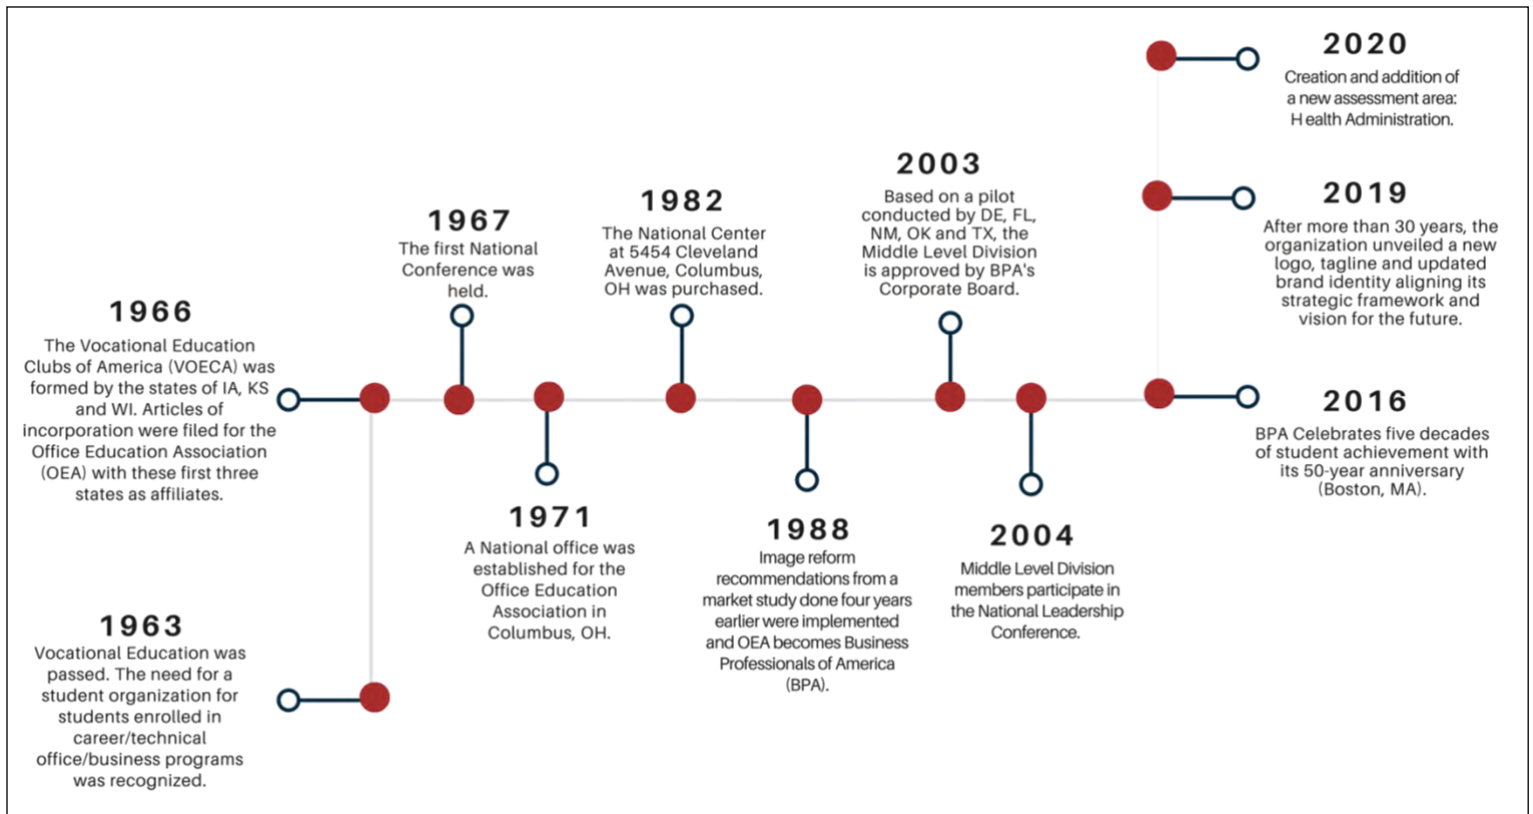 1963
Vocational Education was
passed. The need for a
student organization for
students enrolled in
career/technical
office/business programs
was recognized.
1966
The Vocational Education
Clubs of America (VOECA) was
formed by the states of IA, KS
and WI. Articles of
incorporation were filed for the
Office Education Association
(OEA) with these first three
states as affiliates.
1967
The first National
Conference was
held.
1971
A National office was
established for the
Office Education
Association in
Columbus, OH.
1982
The National Center
at 5454 Cleveland
Avenue, Columbus,
OH was purchased.
1988
Image reform
recommendations from a
market study done four years
earlier were implemented
and OEA becomes Business
Professionals of America
(BPA).
2003
Based on a pilot
conducted by DE, FL,
NM, OK and TX, the
Middle Level Division
is approved by BPA's
Corporate Board.
2004
Middle Level Division
members participate in
the National Leadership
Conference.
2016
BPA Celebrates five decades
of student achievement with
its 50-year anniversary
(Boston, MA).
2019
After more than 30 years, the
organization unveiled a new
logo, tagline and updated
brand identity aligning its
strategic framework and
vision for the future.
2020
Creation and addition of
a new assessment area:
H ealth Administration.